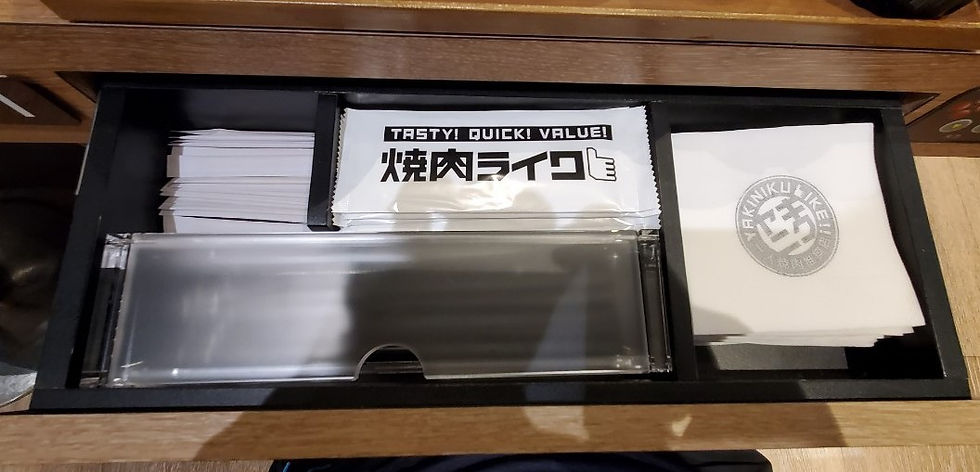 TASTY! QUICK! VALUE!
焼肉ライク
YAKINIKU LIKE!!